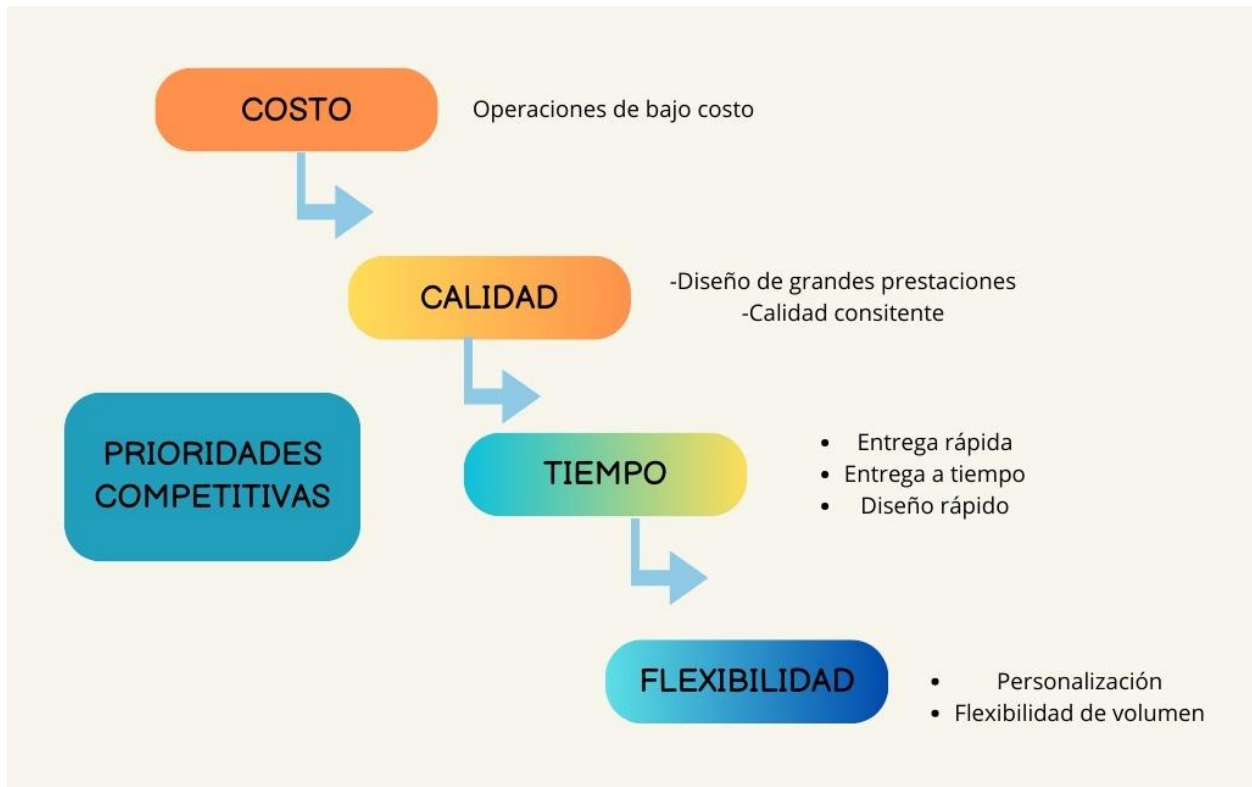 COSTO
Operaciones de bajo costo
CALIDAD
-Diseño de grandes prestaciones
-Calidad consitente
PRIORIDADES
COMPETITIVAS
TIEMPO
• Entrega rápida
• Entrega a tiempo
• Diseño rápido
FLEXIBILIDAD
• Personalización
• Flexibilidad de volumen